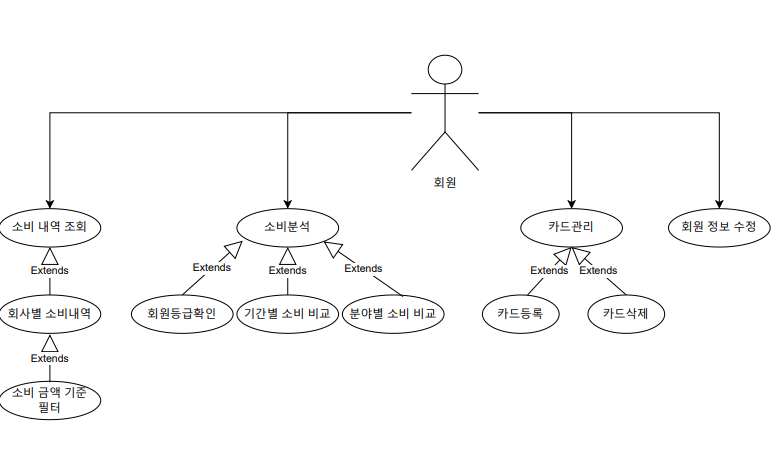 회원
소비 내역 조회
소비분석
카드관리
회원 정보 수정
Extends
Extends
Extends
Extends
Extends
Extends
회사별 소비내역
회원등급확인
기간별 소비 비교
분야별 소비 비교
카드등록
카드삭제
Extends
소비 금액 기준
필터